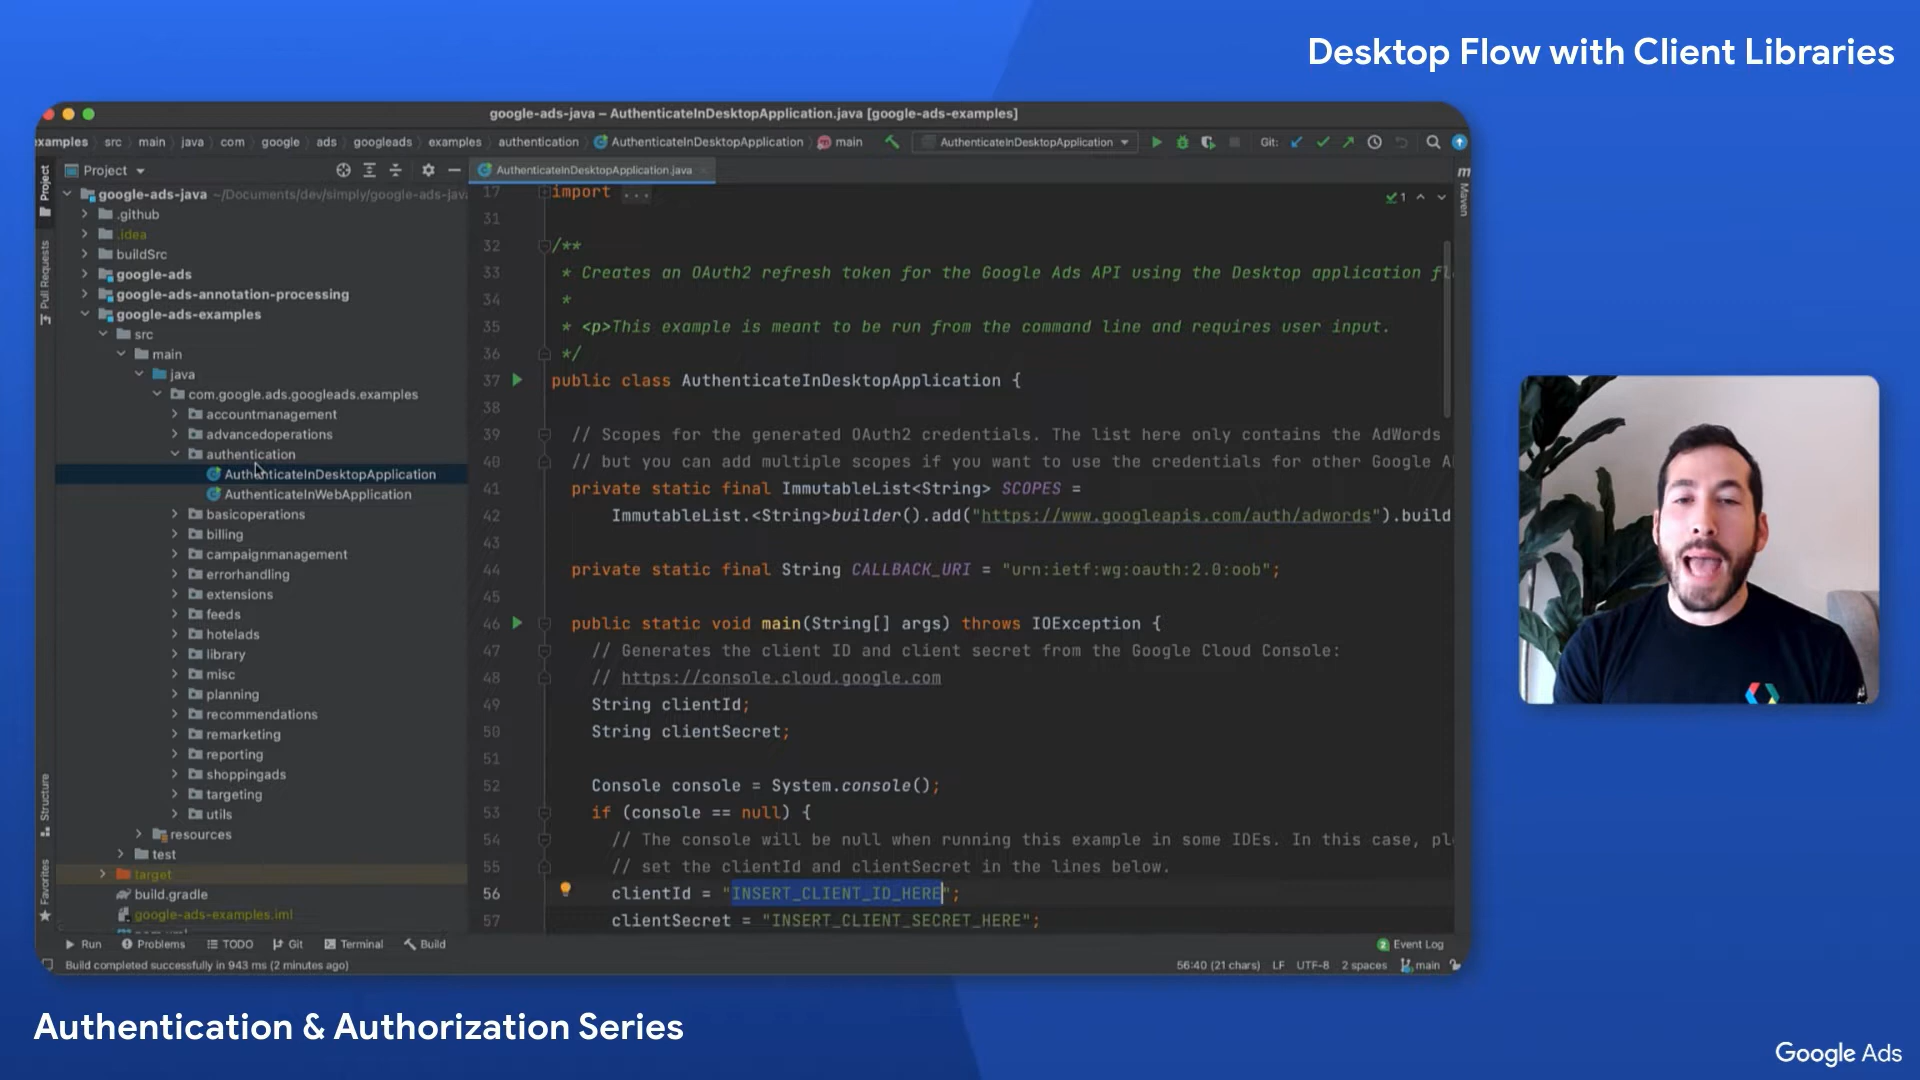 Desktop Flow with Client Libraries
google-ads-java – AuthenticateInDesktopApplication.java [google-ads-examples]
examples src main java com google ads googleads examples authentication AuthenticateInDesktopApplication main AuthenticateInDesktopApplication Git:
Project
AuthenticateInDesktopApplication.java
Project
Pull Requests
Structure
Favorites
Maven
google-ads-java ~/Documents/dev/simply/google-ads-java
.github
.idea
buildSrc
google-ads
google-ads-annotation-processing
google-ads-examples
src
main
java
com.google.ads.googleads.examples
accountmanagement
advancedoperations
authentication
AuthenticateInDesktopApplication
AuthenticateInWebApplication
basicoperations
billing
campaignmanagement
errorhandling
extensions
feeds
hotelads
library
misc
planning
recommendations
remarketing
reporting
shoppingads
targeting
utils
resources
test
target
build.gradle
google-ads-examples.iml
1
17 import ...
31
32 /**
33 * Creates an OAuth2 refresh token for the Google Ads API using the Desktop application fl
34 *
35 * <p>This example is meant to be run from the command line and requires user input.
36 */
37 public class AuthenticateInDesktopApplication {
38
39 // Scopes for the generated OAuth2 credentials. The list here only contains the AdWords
40 // but you can add multiple scopes if you want to use the credentials for other Google A
41 private static final ImmutableList<String> SCOPES =
42 ImmutableList.<String>builder().add("https://www.googleapis.com/auth/adwords").build
43
44 private static final String CALLBACK_URI = "urn:ietf:wg:oauth:2.0:oob";
45
46 public static void main(String[] args) throws IOException {
47 // Generates the client ID and client secret from the Google Cloud Console:
48 // https://console.cloud.google.com
49 String clientId;
50 String clientSecret;
51
52 Console console = System.console();
53 if (console == null) {
54 // The console will be null when running this example in some IDEs. In this case, pl
55 // set the clientId and clientSecret in the lines below.
56 clientId = "INSERT_CLIENT_ID_HERE";
57 clientSecret = "INSERT_CLIENT_SECRET_HERE";
Run Problems TODO Git Terminal Build
2 Event Log
Build completed successfully in 943 ms (2 minutes ago)
56:40 (21 chars) LF UTF-8 2 spaces main
Authentication & Authorization Series
Google Ads